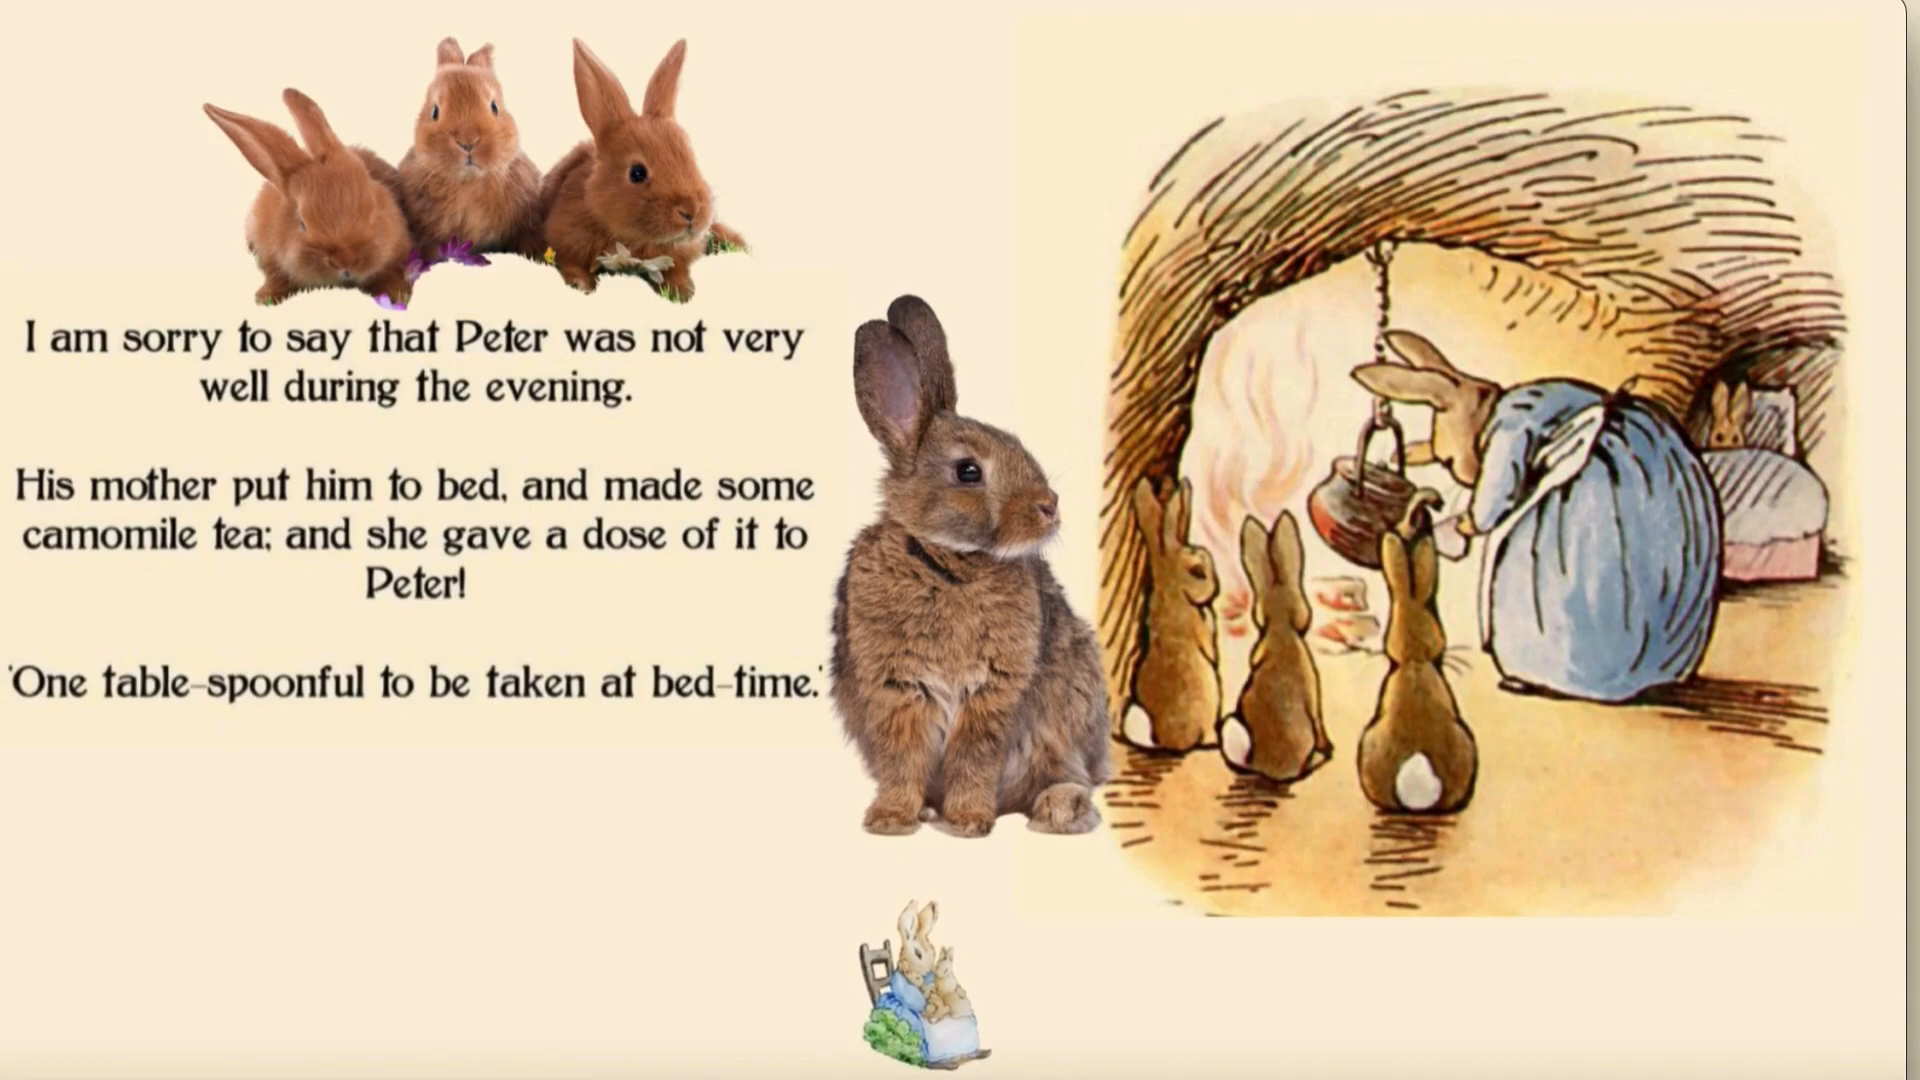 I am sorry to say that Peter was not very
well during the evening.
His mother put him to bed, and made some
camomile tea; and she gave a dose of it to
Peter!
'One table-spoonful to be taken at bed-time.'